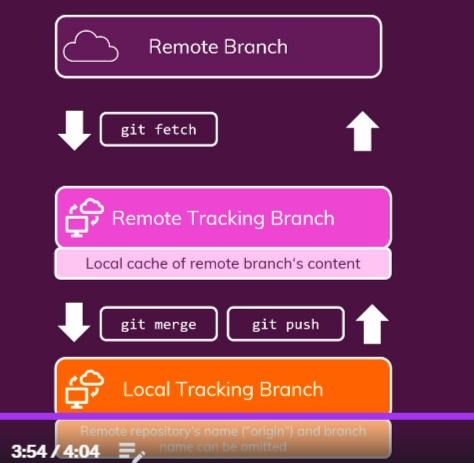 Remote Branch
git fetch
Remote Tracking Branch
Local cache of remote branch's content
git merge
git push
Local Tracking Branch
Remote repository's name ("origin") and branch
name can be omitted
3:54 / 4:04